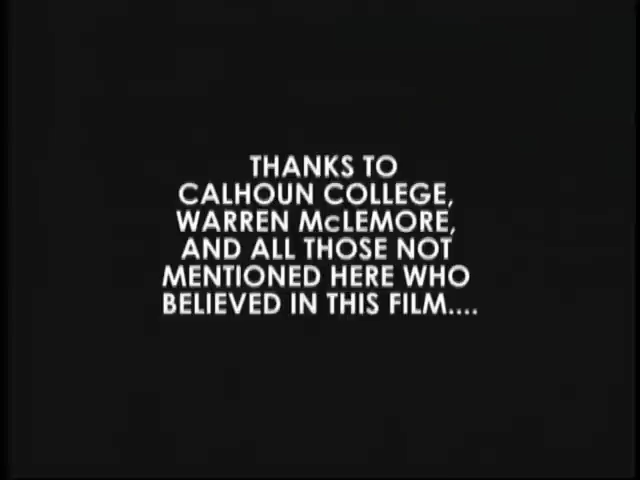 THANKS TO
CALHOUN COLLEGE,
WARREN McLEMORE,
AND ALL THOSE NOT
MENTIONED HERE WHO
BELIEVED IN THIS FILM....